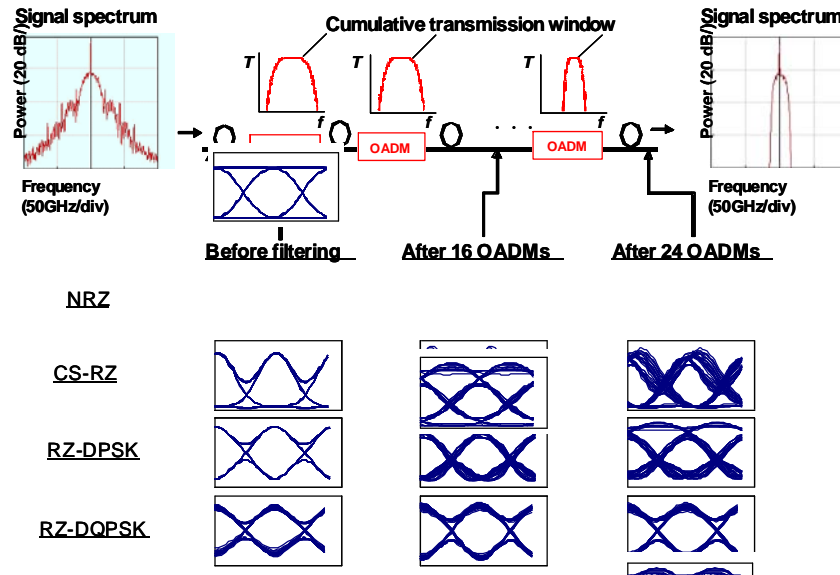 Signal spectrum
Cumulative transmission window
Signal spectrum
Power (20 dB/)
T
f
T
f
T
f
Power (20 dB/)
OADM
. . .
OADM
Frequency
(50GHz/div)
Frequency
(50GHz/div)
Before filtering
After 16 OADMs
After 24 OADMs
NRZ
CS-RZ
RZ-DPSK
RZ-DQPSK